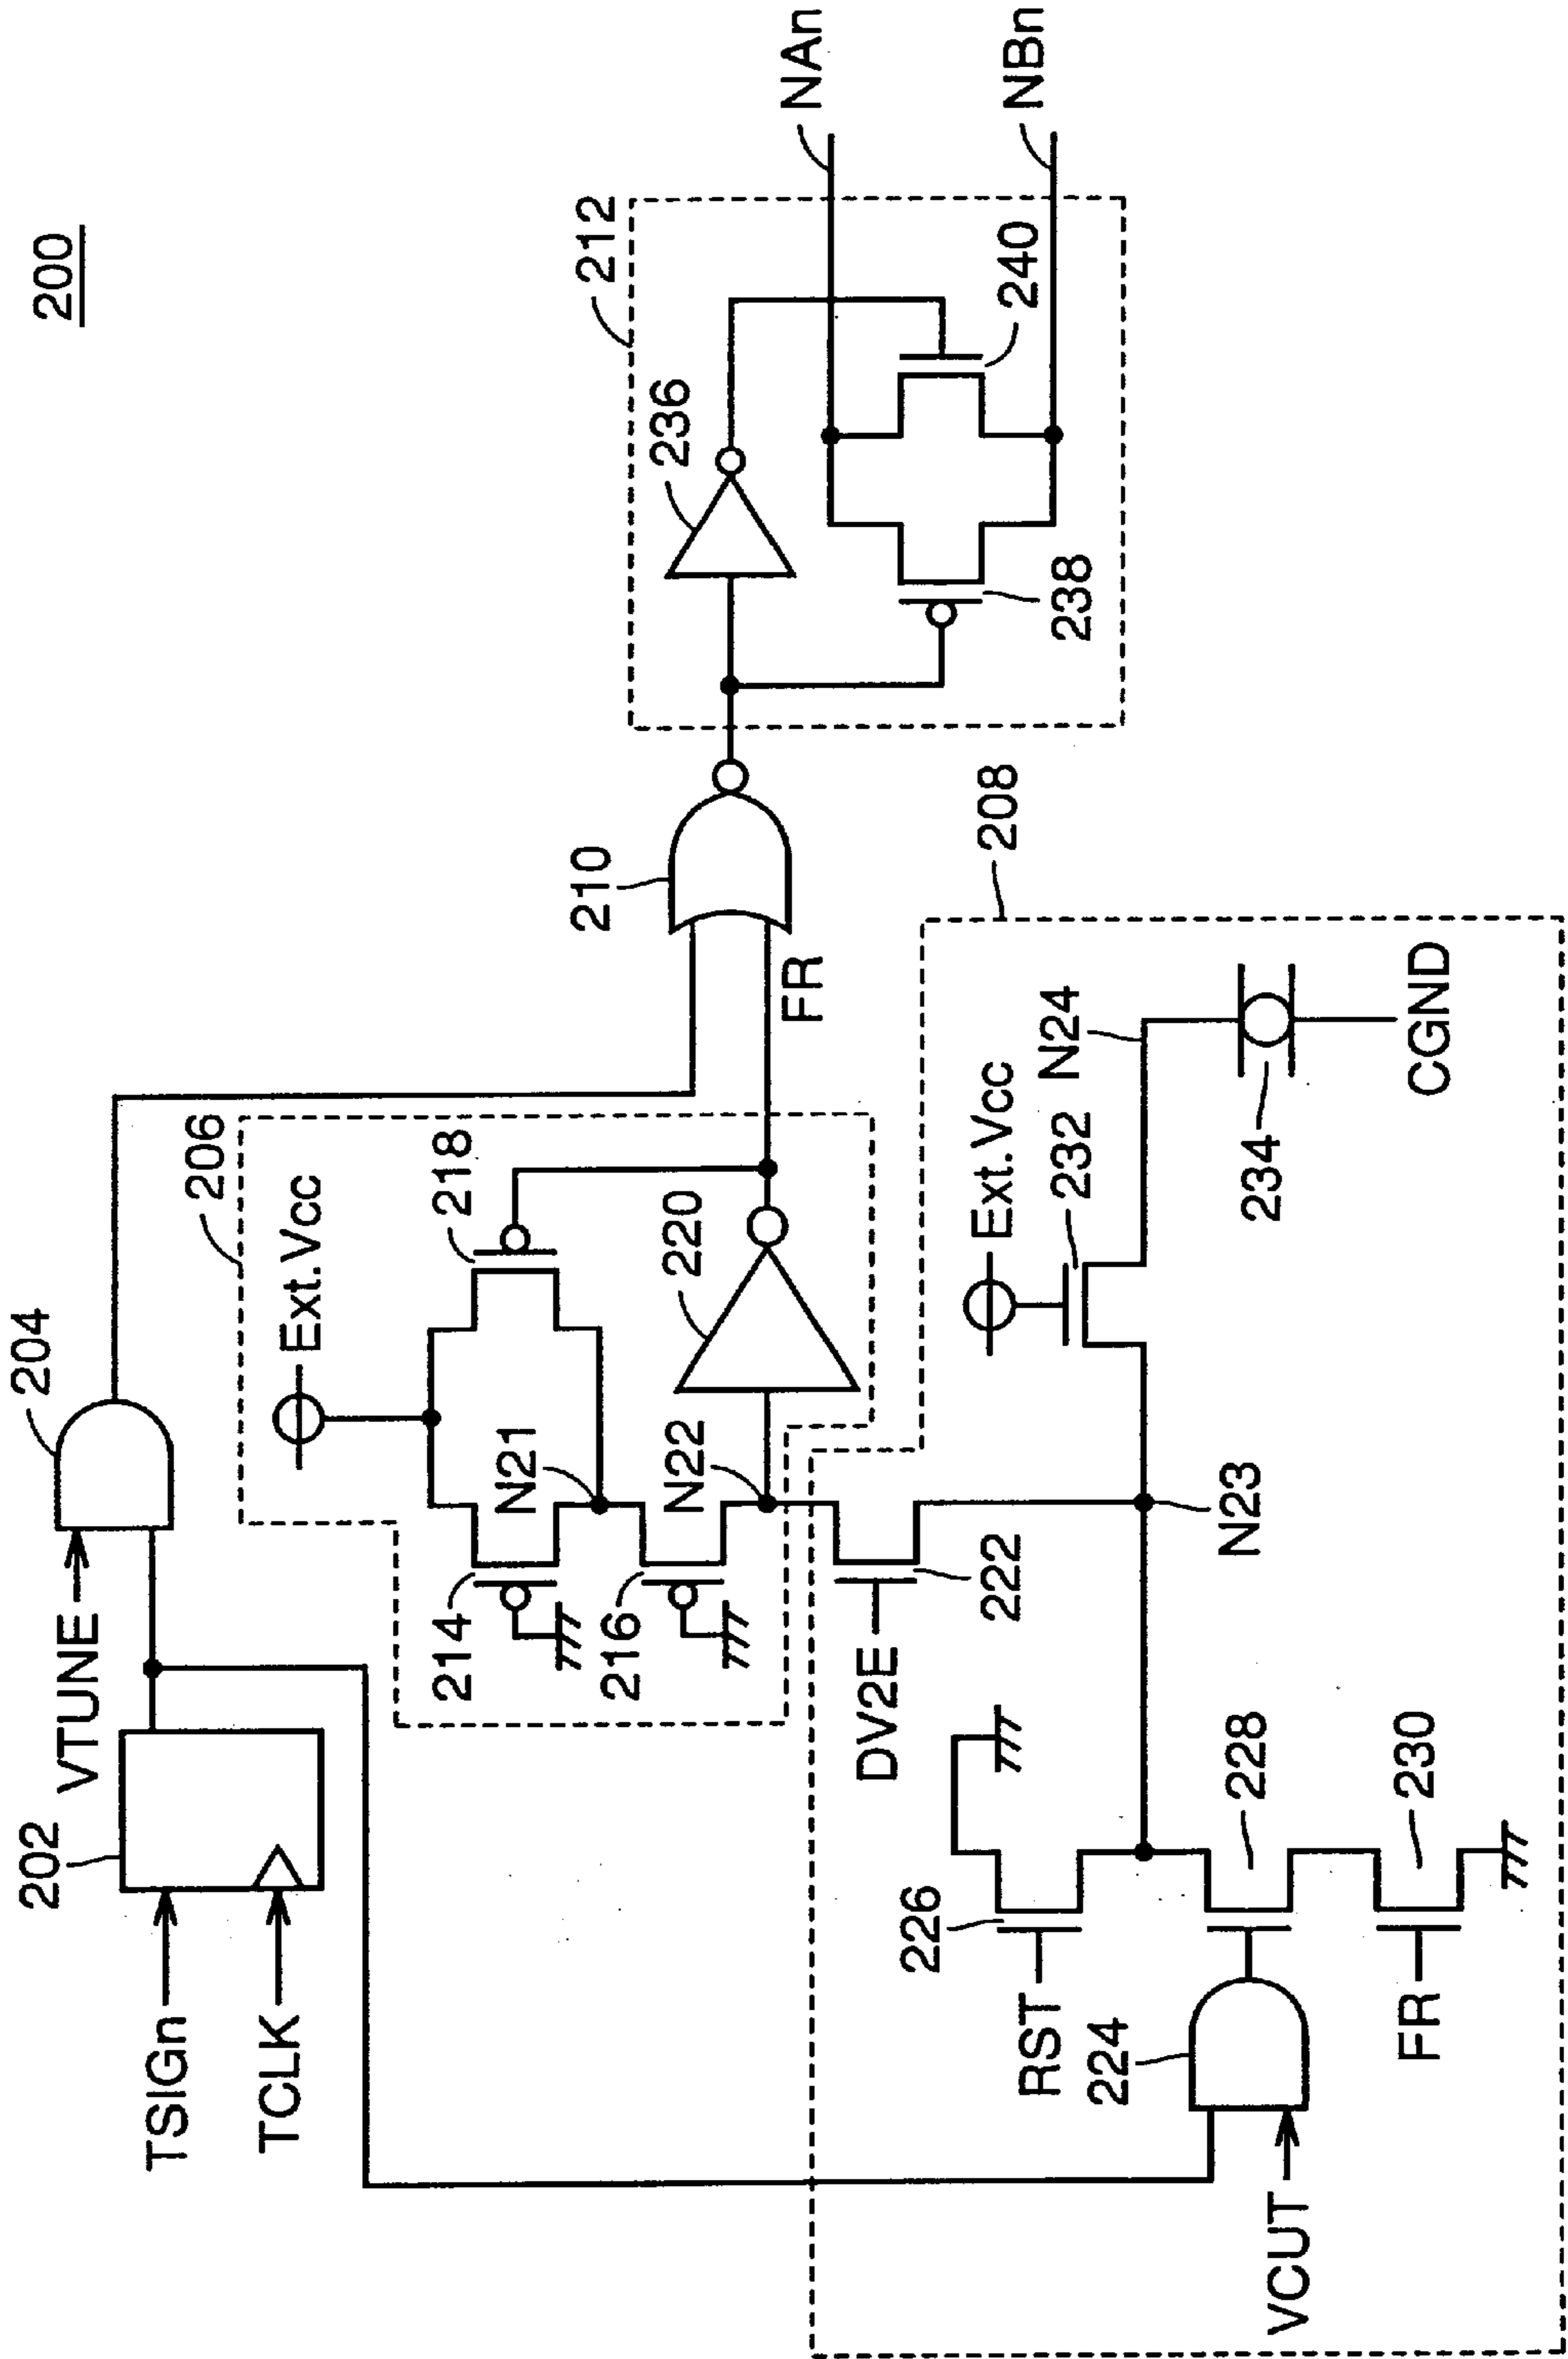 200
202
TSIGn
TCLK
VTUNE
204
206
Ext.Vcc
214
216
218
N21
N22
220
FR
210
212
236
238
240
NAn
NBn
208
DV2E
222
RST
226
224
VCUT
228
FR
230
N23
Ext.Vcc
232
N24
234
CGND